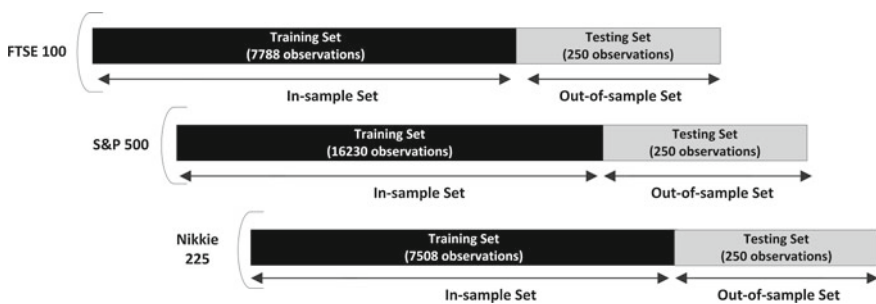 FTSE 100
Training Set
(7788 observations)
Testing Set
(250 observations)
In-sample Set
Out-of-sample Set
S&P 500
Training Set
(16230 observations)
Testing Set
(250 observations)
In-sample Set
Out-of-sample Set
Nikkie
225
Training Set
(7508 observations)
Testing Set
(250 observations)
In-sample Set
Out-of-sample Set